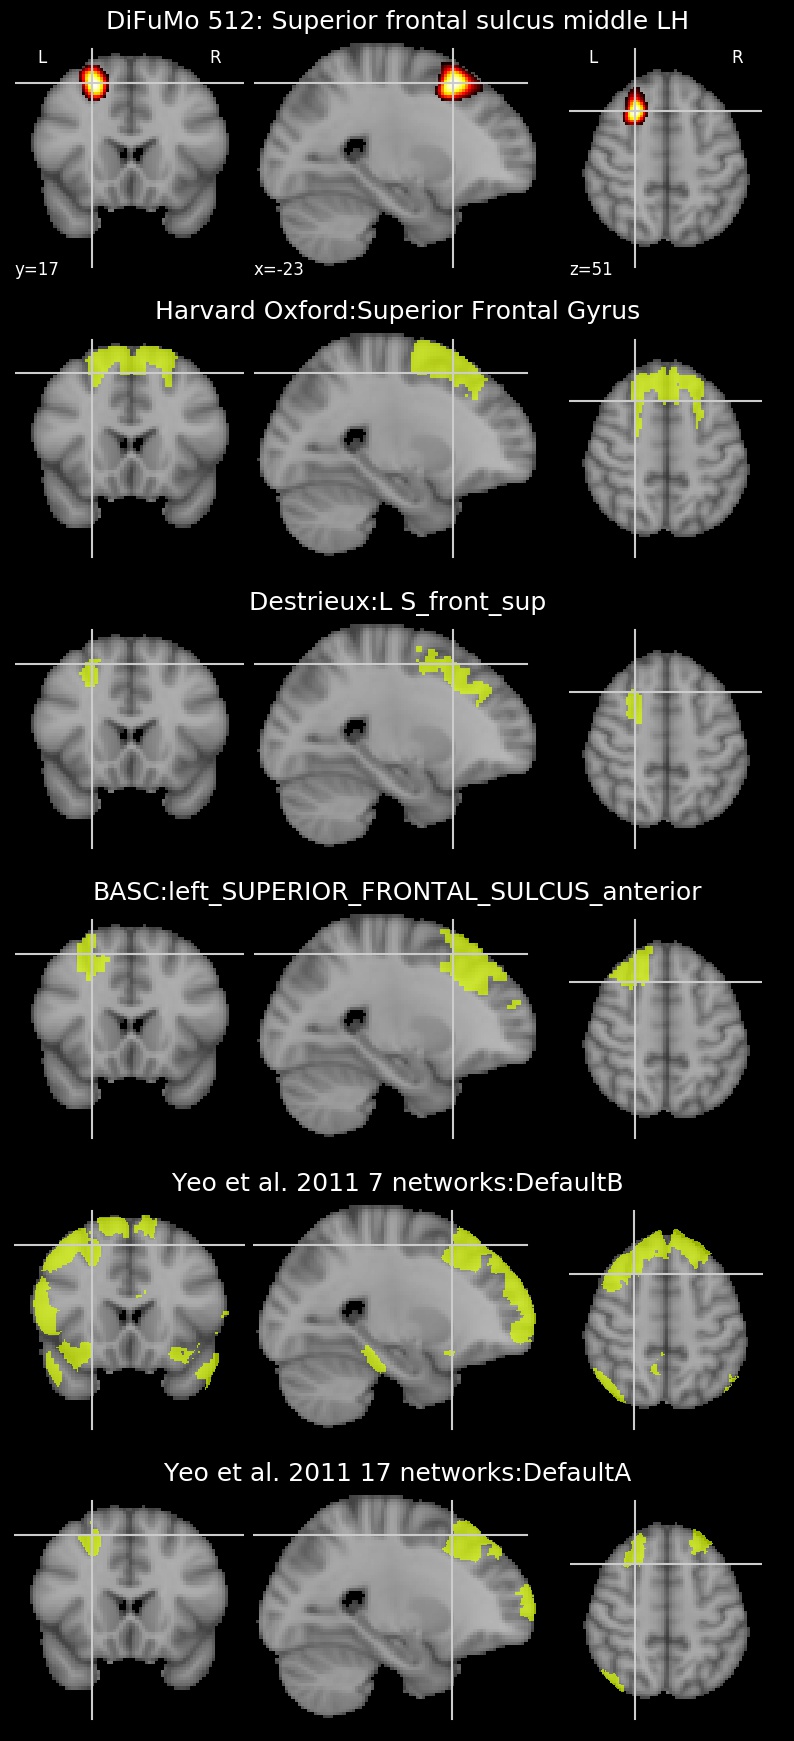 DiFuMo 512: Superior frontal sulcus middle LH
L R L R
y=17 x=-23 z=51
Harvard Oxford:Superior Frontal Gyrus
Destrieux:L S_front_sup
BASC:left_SUPERIOR_FRONTAL_SULCUS_anterior
Yeo et al. 2011 7 networks:DefaultB
Yeo et al. 2011 17 networks:DefaultA